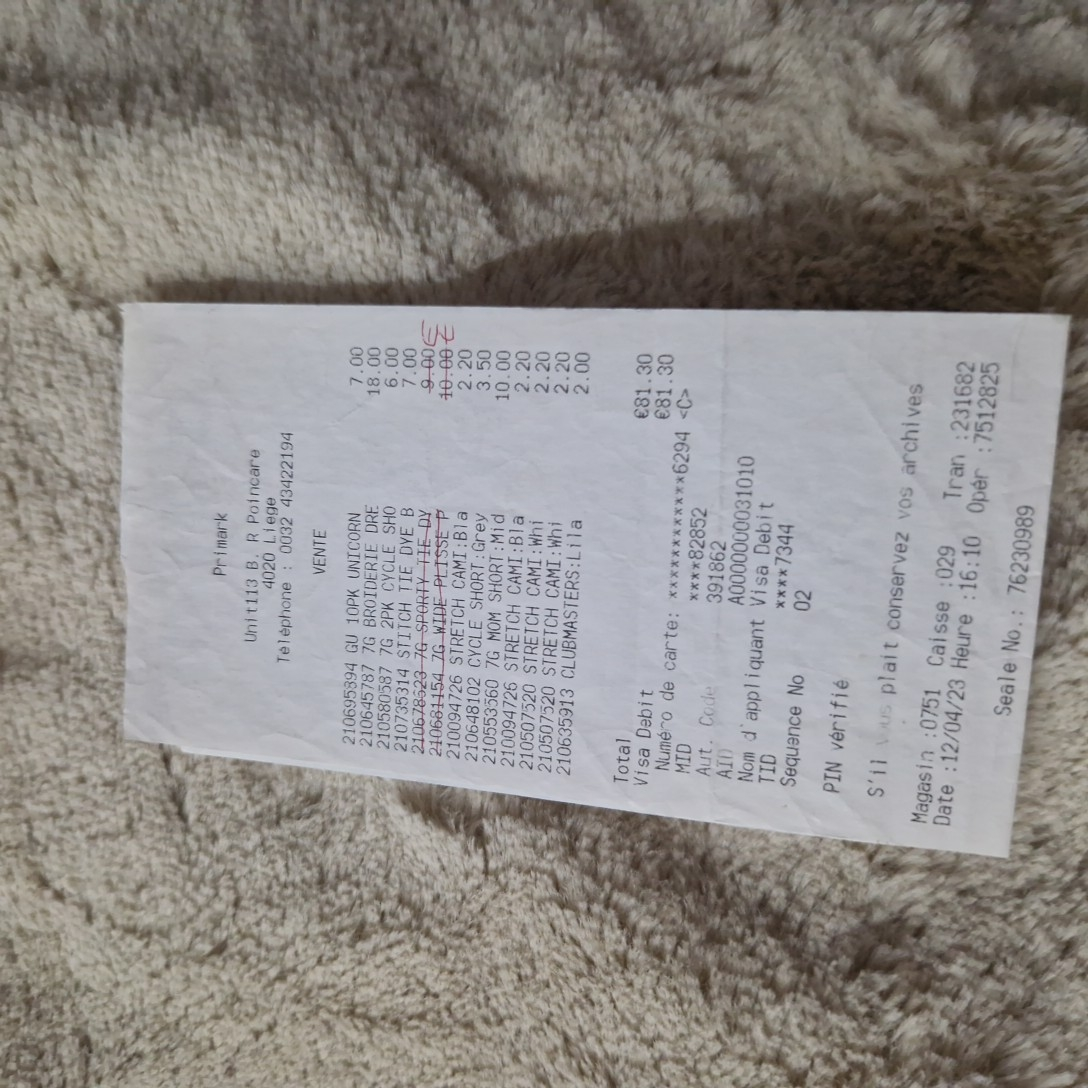 Primark
Unit113 B. R Poincare
4020 Liege
Téléphone : 0032 43422194
VENTE
210695394 GU 10PK UNICORN 7.00
210645787 7G BROIDERIE DRE 18.00
210580587 7G 2PK CYCLE SHO 6.00
210735314 STITCH TIE DYE B 7.00
210678523 7G SPORTY TIE DY 9.00 €
210681154 7G WIDE PLISSE P 10.00 €
210094726 STRETCH CAMI:Bla 2.20
210648102 CYCLE SHORT:Grey 3.50
210553560 7G MOM SHORT:Mid 10.00
210094726 STRETCH CAMI:Bla 2.20
210507520 STRETCH CAMI:Whi 2.20
210507520 STRETCH CAMI:Whi 2.20
210635913 CLUBMASTERS:Lila 2.00
Total €81.30
Visa Debit €81.30
Numéro de carte: ************6294 <C>
MID ****82852
Aut. Code 391862
AID A0000000031010
Nom d'appliquant Visa Debit
TID ****7344
Sequence No 02
PIN vérifié
S'il vous plait conservez vos archives
Magasin :0751 Caisse :029 Tran :231682
Date :12/04/23 Heure :16:10 Opér :7512825
Seale No.: 76230989